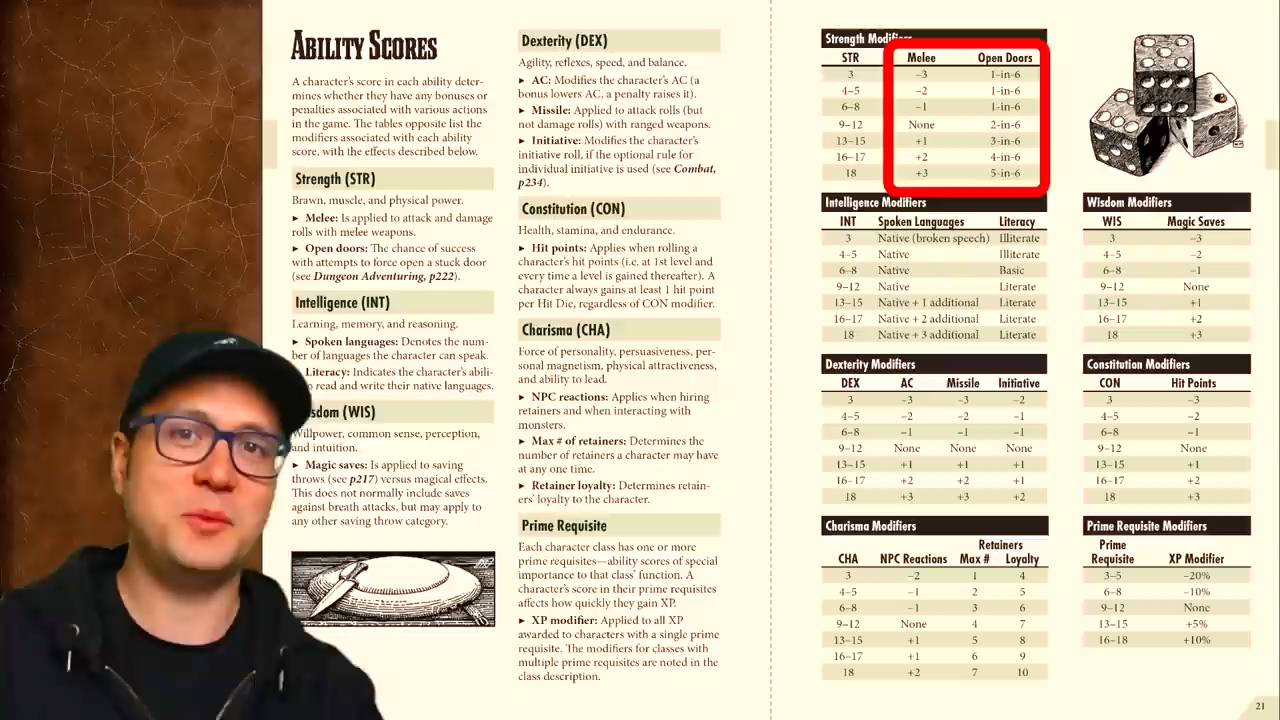 ABILITY SCORES
A character's score in each ability deter-
mines whether they have any bonuses or
penalties associated with various actions
in the game. The tables opposite list the
modifiers associated with each ability
score, with the effects described below.
Strength (STR)
Brawn, muscle, and physical power.
► Melee: Is applied to attack and damage
rolls with melee weapons.
► Open doors: The chance of success
with attempts to force open a stuck door
(see Dungeon Adventuring, p222).
Intelligence (INT)
Learning, memory, and reasoning.
► Spoken languages: Denotes the num-
ber of languages the character can speak.
Literacy: Indicates the character's abili-
o read and write their native languages.
sdom (WIS)
Willpower, common sense, perception,
and intuition.
► Magic saves: Is applied to saving
throws (see p217) versus magical effects.
This does not normally include saves
against breath attacks, but may apply to
any other saving throw category.
Dexterity (DEX)
Agility, reflexes, speed, and balance.
► AC: Modifies the character's AC (a
bonus lowers AC, a penalty raises it).
► Missile: Applied to attack rolls (but
not damage rolls) with ranged weapons.
► Initiative: Modifies the character's
initiative roll, if the optional rule for
individual initiative is used (see Combat,
p234).
Constitution (CON)
Health, stamina, and endurance.
► Hit points: Applies when rolling a
character's hit points (i.e. at 1st level and
every time a level is gained thereafter). A
character always gains at least 1 hit point
per Hit Die, regardless of CON modifier.
Charisma (CHA)
Force of personality, persuasiveness, per-
sonal magnetism, physical attractiveness,
and ability to lead.
► NPC reactions: Applies when hiring
retainers and when interacting with
monsters.
► Max # of retainers: Determines the
number of retainers a character may have
at any one time.
► Retainer loyalty: Determines retain-
ers' loyalty to the character.
Prime Requisite
Each character class has one or more
prime requisites—ability scores of special
importance to that class' function. A
character's score in their prime requisites
affects how quickly they gain XP.
► XP modifier: Applied to all XP
awarded to characters with a single prime
requisite. The modifiers for classes with
multiple prime requisites are noted in the
class description.
Strength Modifiers
STR Melee Open Doors
3 –3 1-in-6
4–5 –2 1-in-6
6–8 –1 1-in-6
9–12 None 2-in-6
13–15 +1 3-in-6
16–17 +2 4-in-6
18 +3 5-in-6
Intelligence Modifiers
INT Spoken Languages Literacy
3 Native (broken speech) Illiterate
4–5 Native Illiterate
6–8 Native Basic
9–12 Native Literate
13–15 Native + 1 additional Literate
16–17 Native + 2 additional Literate
18 Native + 3 additional Literate
Wisdom Modifiers
WIS Magic Saves
3 –3
4–5 –2
6–8 –1
9–12 None
13–15 +1
16–17 +2
18 +3
Dexterity Modifiers
DEX AC Missile Initiative
3 –3 –3 –2
4–5 –2 –2 –1
6–8 –1 –1 –1
9–12 None None None
13–15 +1 +1 +1
16–17 +2 +2 +1
18 +3 +3 +2
Constitution Modifiers
CON Hit Points
3 –3
4–5 –2
6–8 –1
9–12 None
13–15 +1
16–17 +2
18 +3
Charisma Modifiers
Retainers
CHA NPC Reactions Max # Loyalty
3 –2 1 4
4–5 –1 2 5
6–8 –1 3 6
9–12 None 4 7
13–15 +1 5 8
16–17 +1 6 9
18 +2 7 10
Prime Requisite Modifiers
Prime
Requisite XP Modifier
3–5 –20%
6–8 –10%
9–12 None
13–15 +5%
16–18 +10%
21